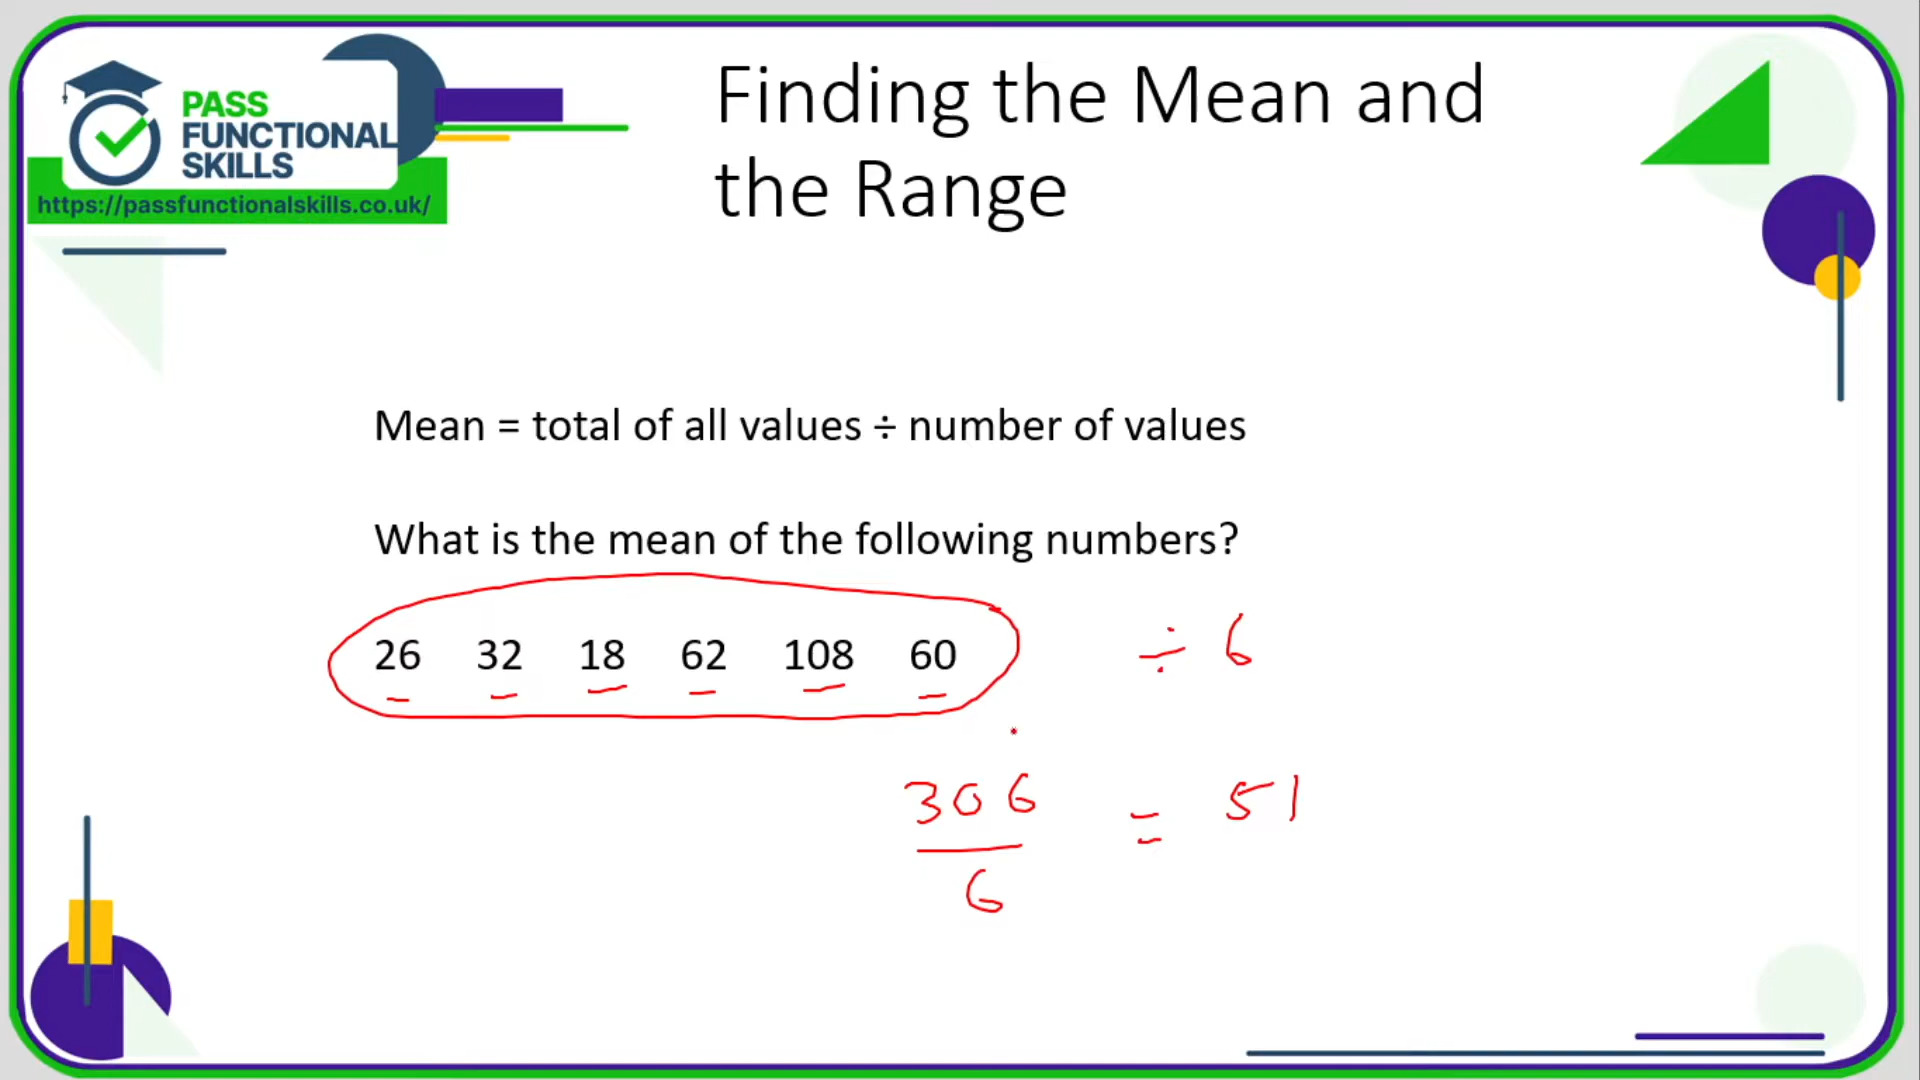 PASS
FUNCTIONAL
SKILLS
https://passfunctionalskills.co.uk/
Finding the Mean and
the Range
Mean = total of all values ÷ number of values
What is the mean of the following numbers?
26 32 18 62 108 60 ÷ 6
306 = 51
6